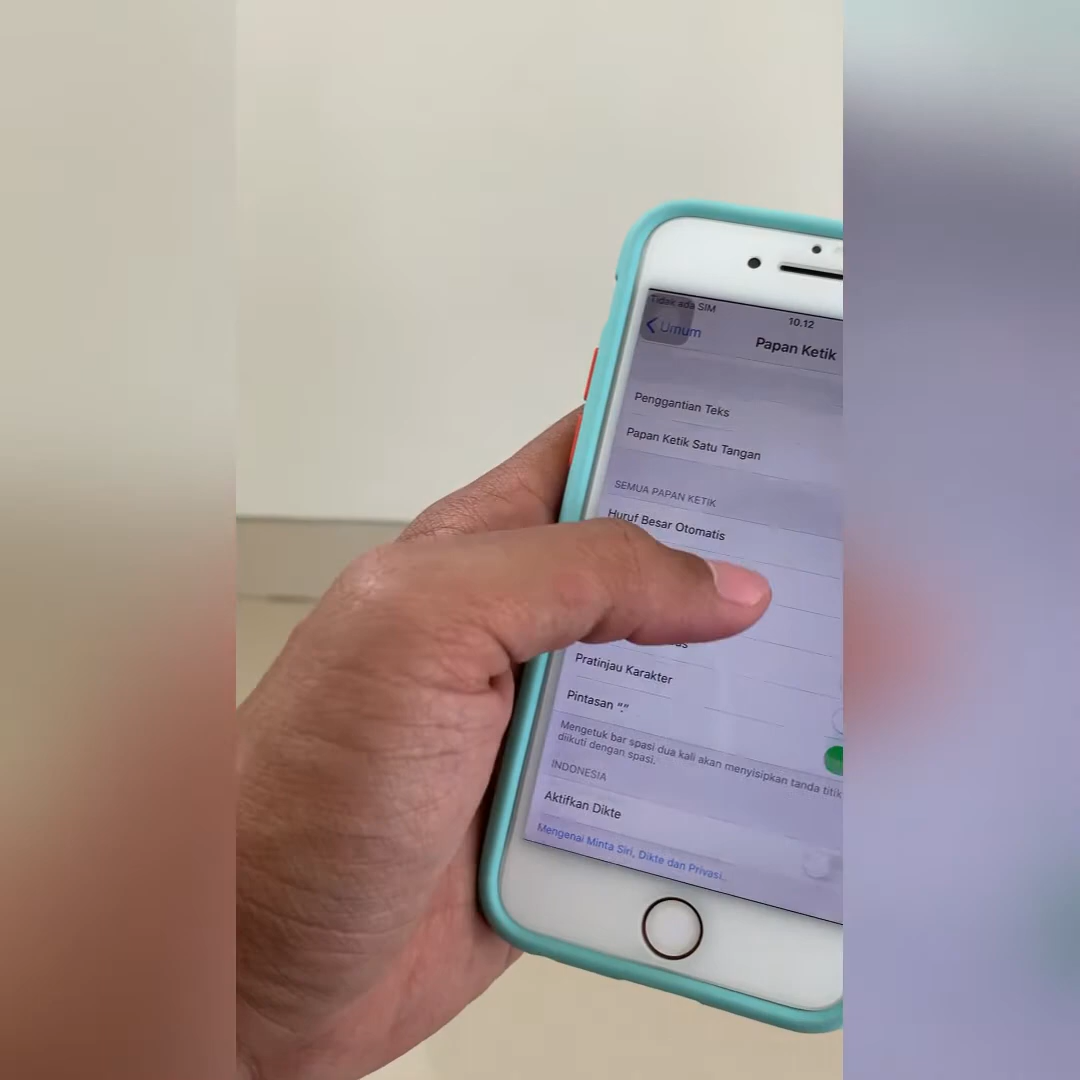 Tidak ada SIM
10.12
Umum
Papan Ketik
Penggantian Teks
Papan Ketik Satu Tangan
SEMUA PAPAN KETIK
Huruf Besar Otomatis
Pratinjau Karakter
Pintasan “.”
Mengetuk bar spasi dua kali akan menyisipkan tanda titik
diikuti dengan spasi.
INDONESIA
Aktifkan Dikte
Mengenai Minta Siri, Dikte dan Privasi...